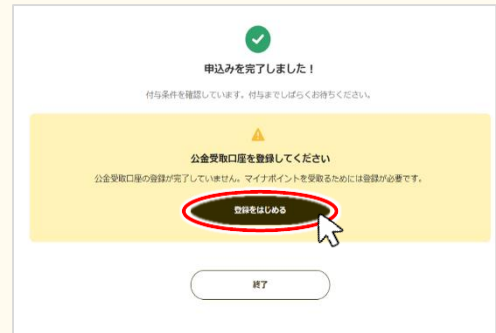 申込みを完了しました！
付与条件を確認しています。付与までしばらくお待ちください。
公金受取口座を登録してください
公金受取口座の登録が完了していません。マイナポイントを受取るためには登録が必要です。
登録をはじめる
終了